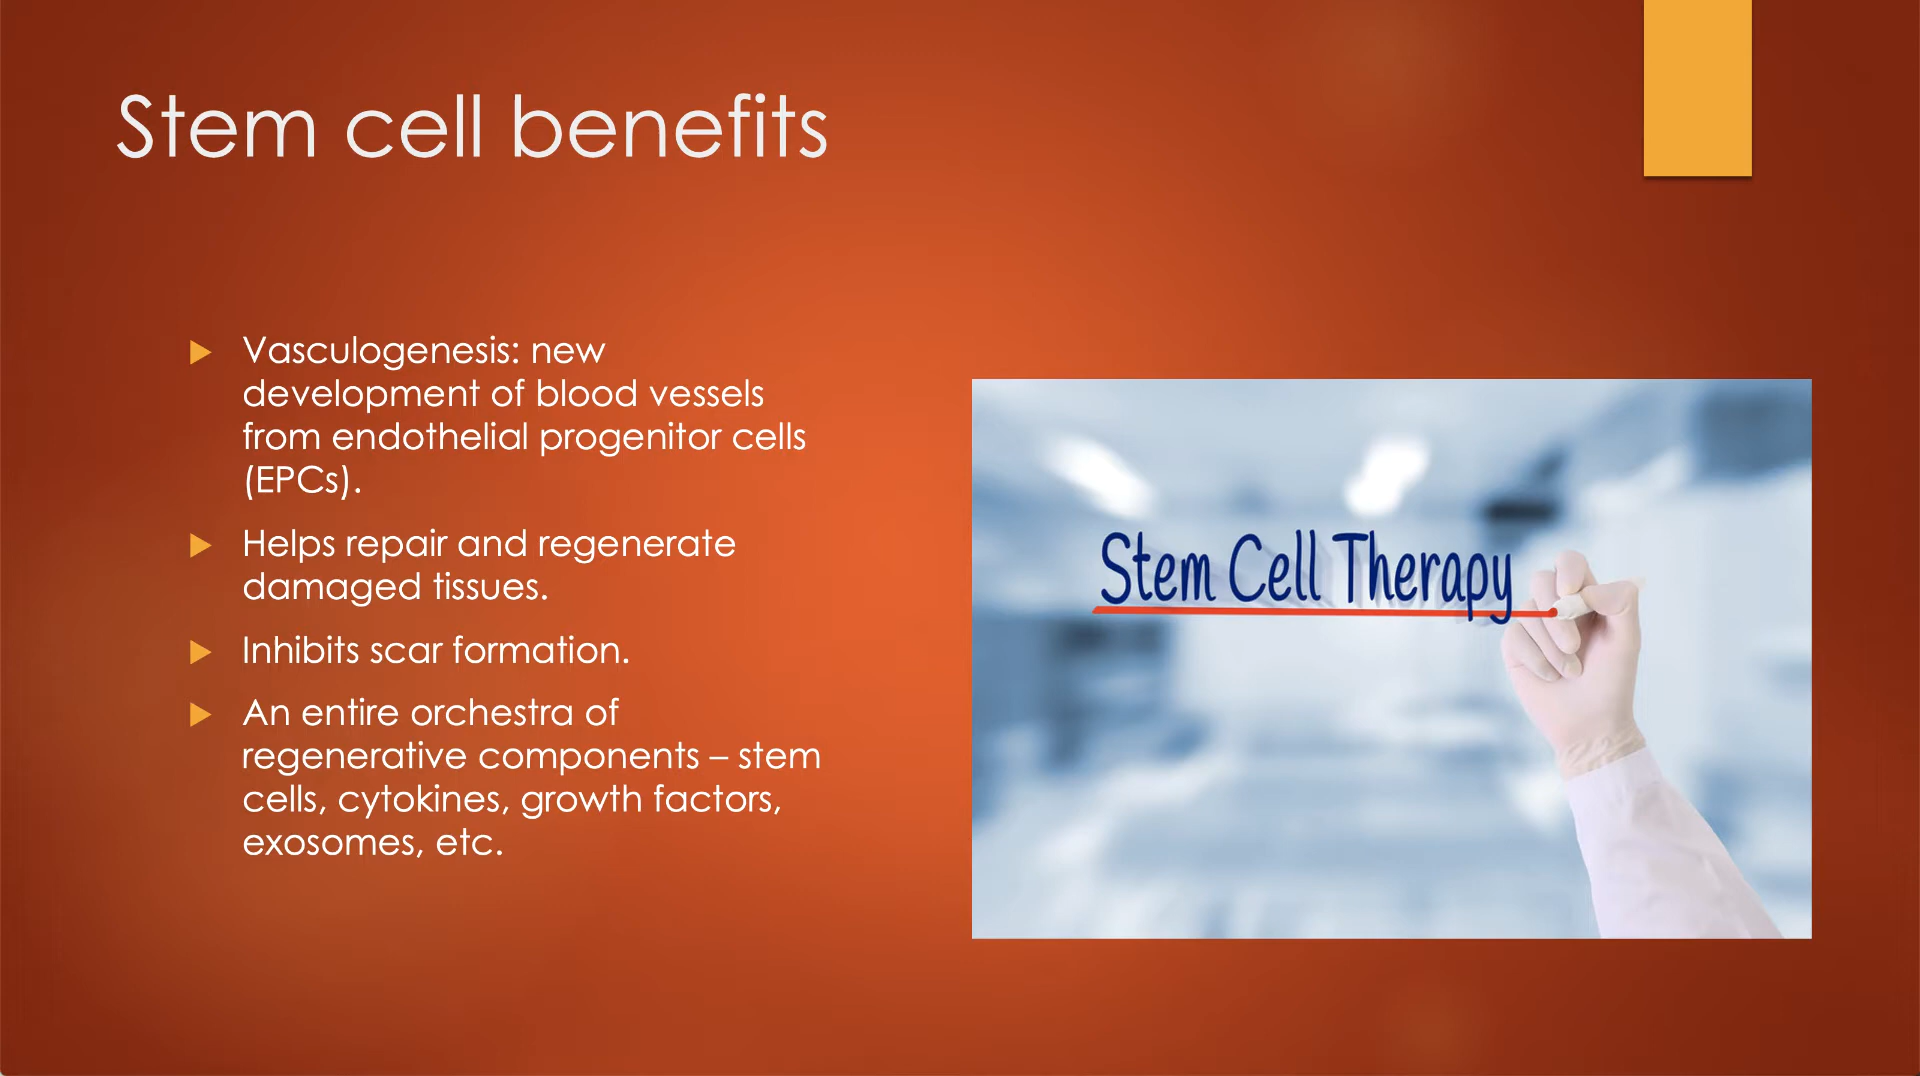 Stem cell benefits
Vasculogenesis: new
development of blood vessels
from endothelial progenitor cells
(EPCs).
Helps repair and regenerate
damaged tissues.
Inhibits scar formation.
An entire orchestra of
regenerative components – stem
cells, cytokines, growth factors,
exosomes, etc.
Stem Cell Therapy